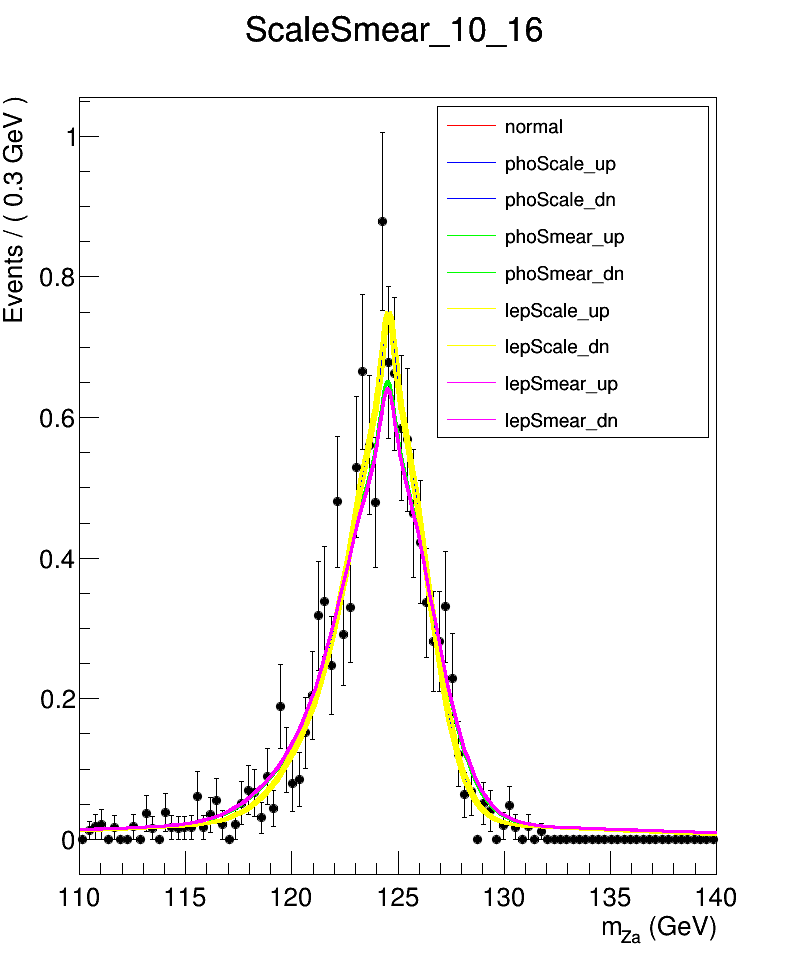 ScaleSmear_10_16
Events / ( 0.3 GeV )
1
0.8
0.6
0.4
0.2
0
normal
phoScale_up
phoScale_dn
phoSmear_up
phoSmear_dn
lepScale_up
lepScale_dn
lepSmear_up
lepSmear_dn
110 115 120 125 130 135 140
mZa (GeV)